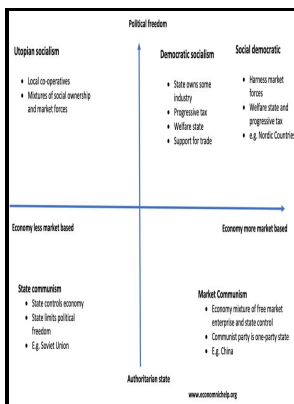 Political freedom
Utopian socialism
• Local co-operatives
• Mixtures of social ownership
and market forces
Democratic socialism
• State owns some
industry
• Progressive tax
• Welfare state
• Support for trade
Social democratic
• Harness market
forces
• Welfare state and
progressive tax
• e.g. Nordic Countries
Economy less market based
Economy more market based
State communism
• State controls economy
• State limits political
freedom
• E.g. Soviet Union
Market Communism
• Economy mixture of free market
enterprise and state control
• Communist party is one-party state
• E.g. China
Authoritarian state
www.economnichelp.org